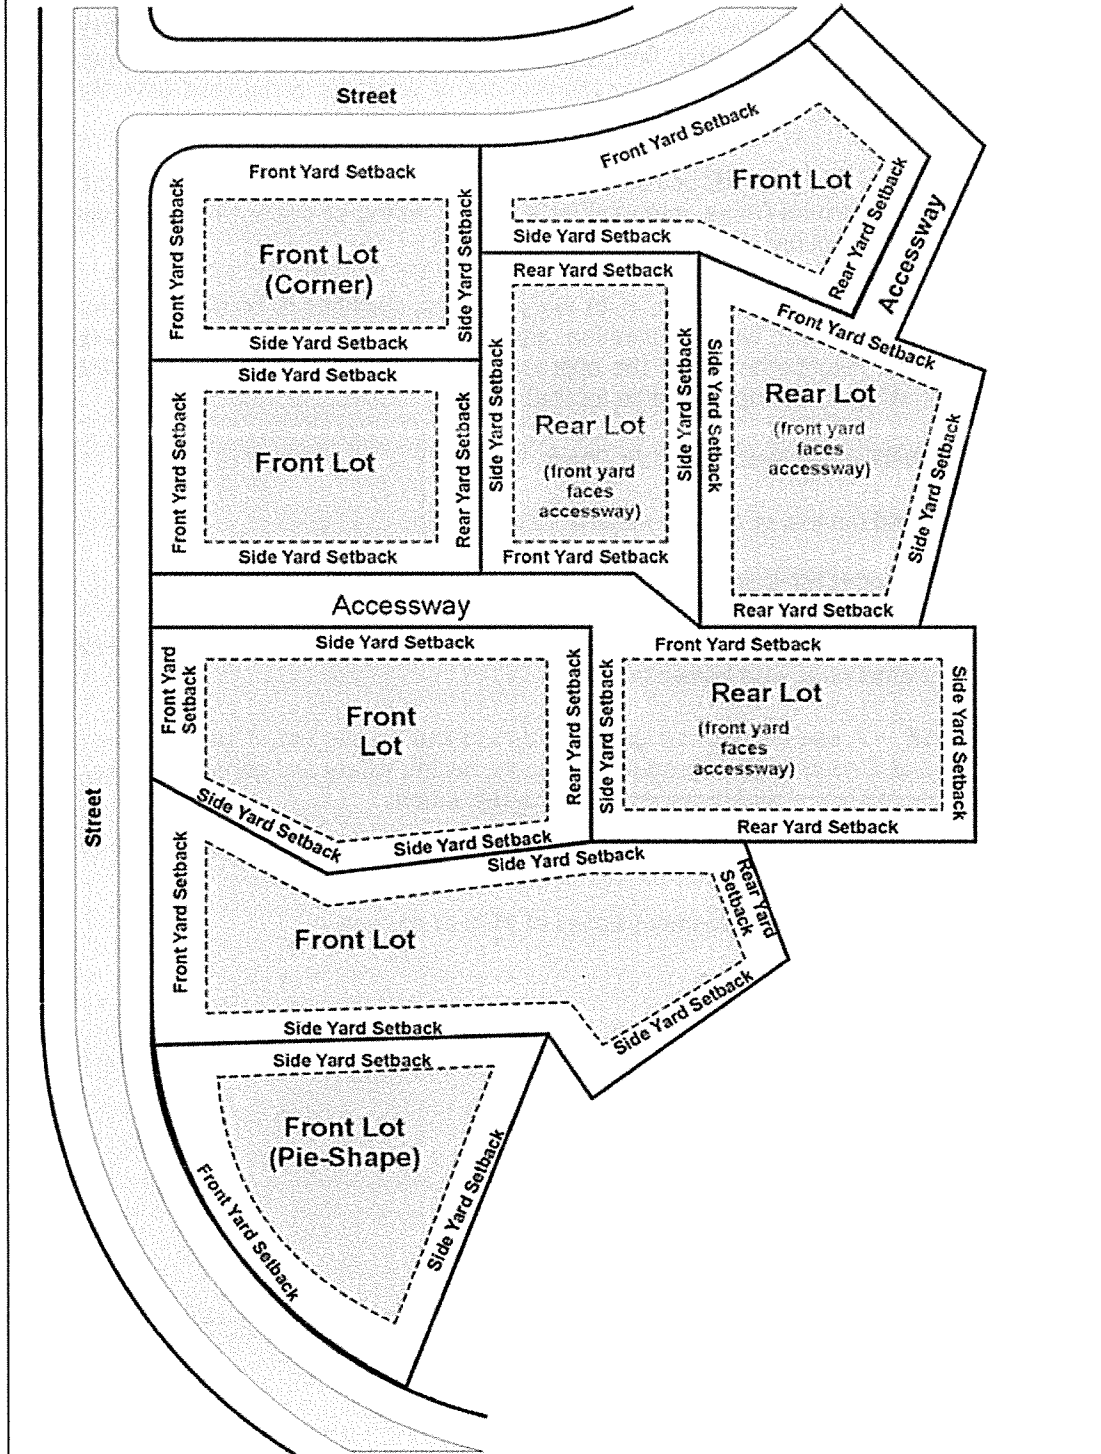 Street
Front Yard Setback
Front Lot
Side Yard Setback
Rear Yard Setback
Accessway
Front Yard Setback
Front Yard Setback
Front Lot
(Corner)
Side Yard Setback
Side Yard Setback
Side Yard Setback
Front Yard Setback
Front Lot
Rear Yard Setback
Side Yard Setback
Rear Yard Setback
Side Yard Setback
Rear Lot
(front yard
faces
accessway)
Side Yard Setback
Front Yard Setback
Front Yard Setback
Side Yard Setback
Rear Lot
(front yard
faces
accessway)
Side Yard Setback
Rear Yard Setback
Accessway
Side Yard Setback
Front Yard
Setback
Front
Lot
Rear Yard Setback
Side Yard Setback
Side Yard Setback
Front Yard Setback
Side Yard Setback
Rear Lot
(front yard
faces
accessway)
Side Yard Setback
Rear Yard Setback
Street
Side Yard Setback
Front Yard Setback
Front Lot
Rear Yard
Setback
Side Yard Setback
Side Yard Setback
Side Yard Setback
Front Lot
(Pie-Shape)
Front Yard Setback
Side Yard Setback